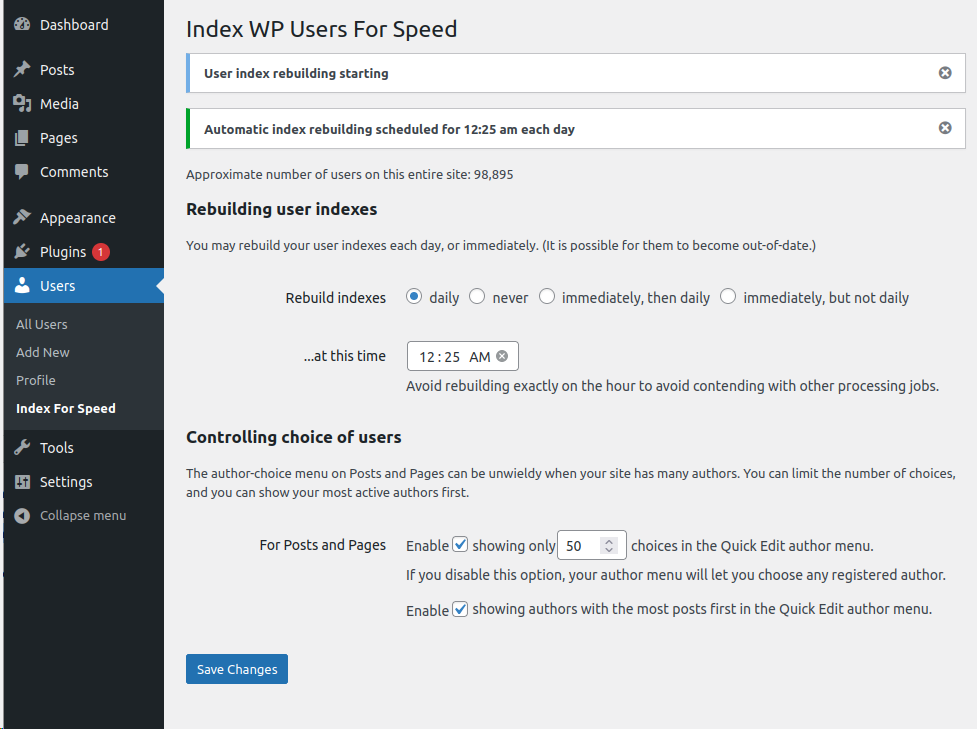 Dashboard
Posts
Media
Pages
Comments
Appearance
Plugins 1
Users
All Users
Add New
Profile
Index For Speed
Tools
Settings
Collapse menu
Index WP Users For Speed
User index rebuilding starting
Automatic index rebuilding scheduled for 12:25 am each day
Approximate number of users on this entire site: 98,895
Rebuilding user indexes
You may rebuild your user indexes each day, or immediately. (It is possible for them to become out-of-date.)
Rebuild indexes daily never immediately, then daily immediately, but not daily
...at this time 12:25 AM
Avoid rebuilding exactly on the hour to avoid contending with other processing jobs.
Controlling choice of users
The author-choice menu on Posts and Pages can be unwieldy when your site has many authors. You can limit the number of choices,
and you can show your most active authors first.
For Posts and Pages Enable showing only 50 choices in the Quick Edit author menu.
If you disable this option, your author menu will let you choose any registered author.
Enable showing authors with the most posts first in the Quick Edit author menu.
Save Changes